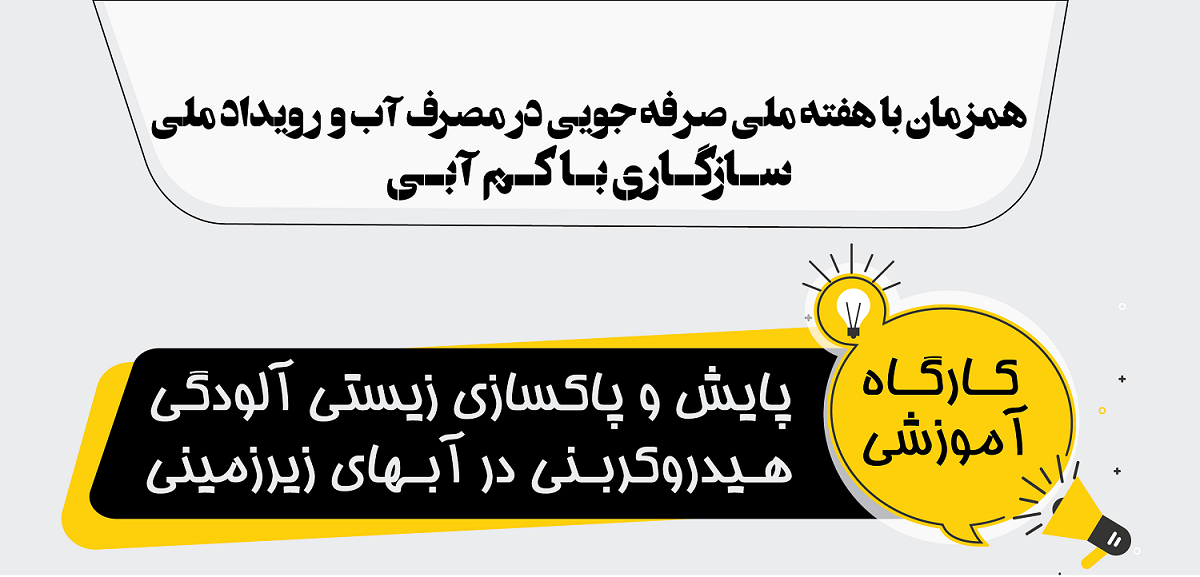 همزمان با هفته ملی صرفه جویی در مصرف آب و رویداد ملی
سازگاری با کم آبی
کارگاه
آموزشی
پایش و پاکسازی زیستی آلودگی
هیدروکربنی در آبهای زیرزمینی